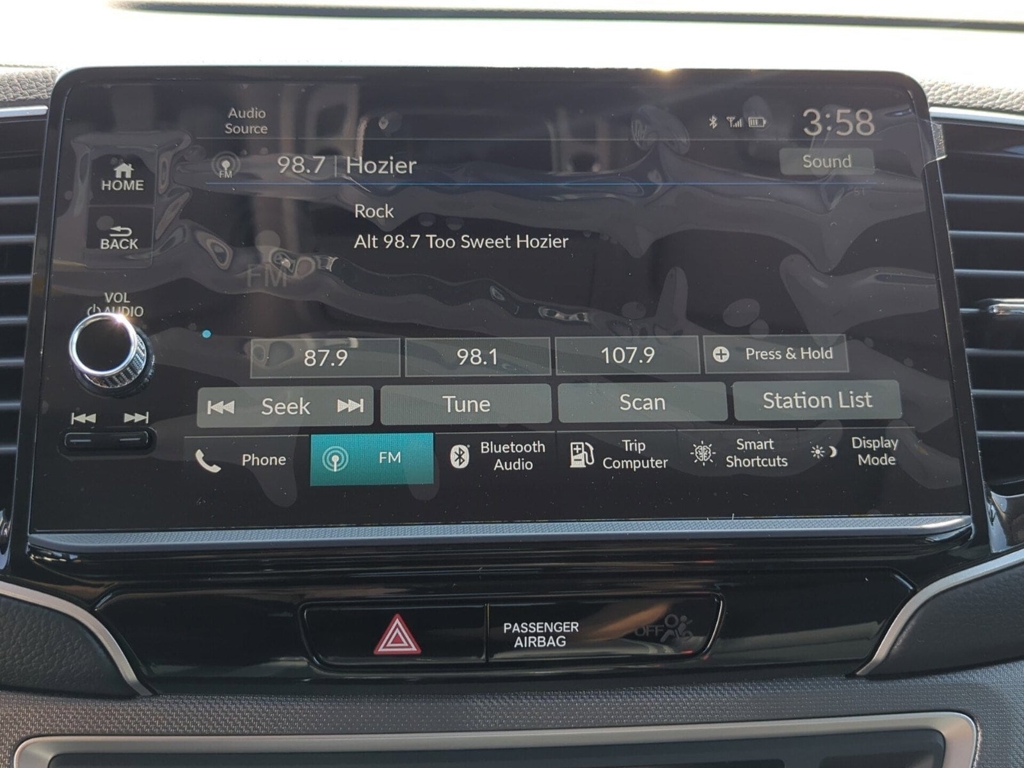 Audio
Source
3:58
HOME
FM
98.7 | Hozier
Sound
Rock
BACK
Alt 98.7 Too Sweet Hozier
FM
VOL
AUDIO
87.9
98.1
107.9
Press & Hold
Seek
Tune
Scan
Station List
Phone
FM
Bluetooth
Audio
Trip
Computer
Smart
Shortcuts
Display
Mode
PASSENGER
AIRBAG
OFF